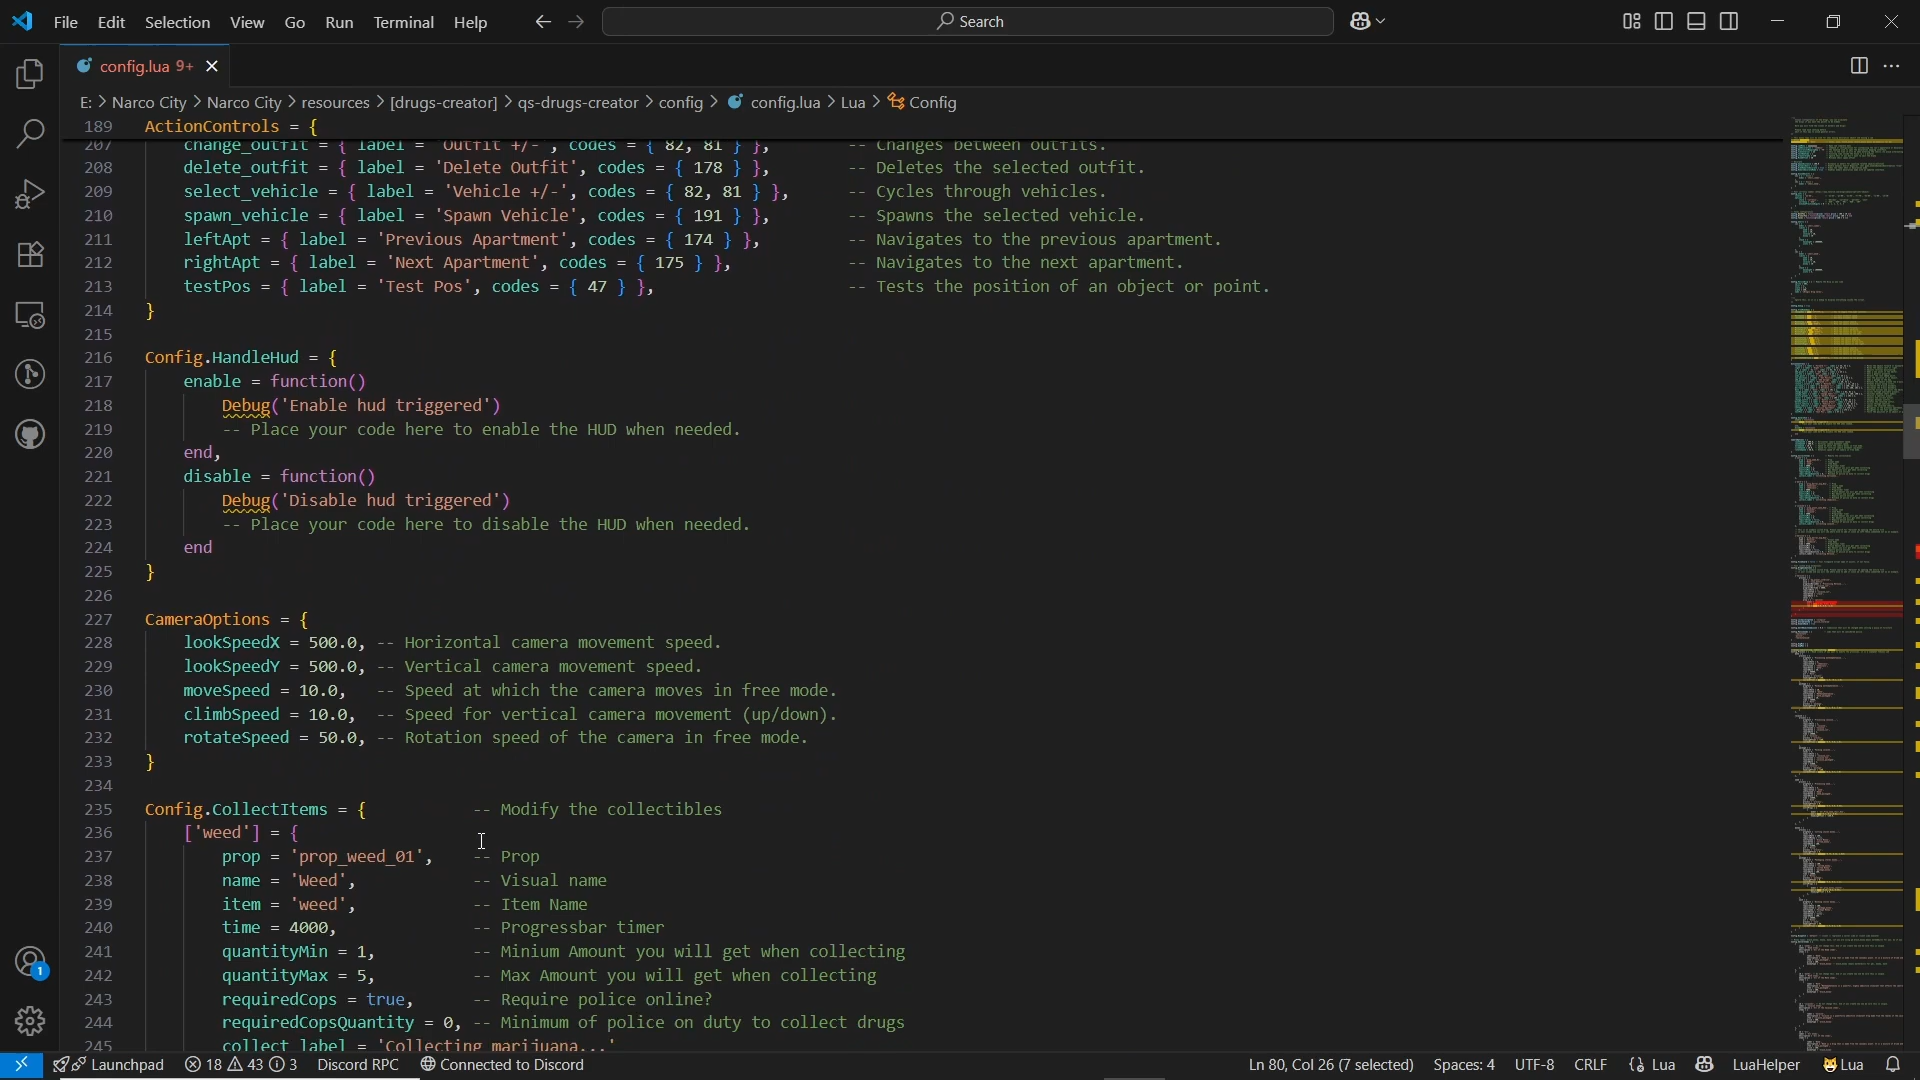 File Edit Selection View Go Run Terminal Help
Search
config.lua 9+
E: > Narco City > Narco City > resources > [drugs-creator] > qs-drugs-creator > config > config.lua > Lua > Config
189 ActionControls = {
207 change_outfit = { label = 'Outfit +/-', codes = { 82, 81 } }, -- Changes between outfits.
208 delete_outfit = { label = 'Delete Outfit', codes = { 178 } }, -- Deletes the selected outfit.
209 select_vehicle = { label = 'Vehicle +/-', codes = { 82, 81 } }, -- Cycles through vehicles.
210 spawn_vehicle = { label = 'Spawn Vehicle', codes = { 191 } }, -- Spawns the selected vehicle.
211 leftApt = { label = 'Previous Apartment', codes = { 174 } }, -- Navigates to the previous apartment.
212 rightApt = { label = 'Next Apartment', codes = { 175 } }, -- Navigates to the next apartment.
213 testPos = { label = 'Test Pos', codes = { 47 } }, -- Tests the position of an object or point.
214 }
215
216 Config.HandleHud = {
217 enable = function()
218 Debug('Enable hud triggered')
219 -- Place your code here to enable the HUD when needed.
220 end,
221 disable = function()
222 Debug('Disable hud triggered')
223 -- Place your code here to disable the HUD when needed.
224 end
225 }
226
227 CameraOptions = {
228 lookSpeedX = 500.0, -- Horizontal camera movement speed.
229 lookSpeedY = 500.0, -- Vertical camera movement speed.
230 moveSpeed = 10.0, -- Speed at which the camera moves in free mode.
231 climbSpeed = 10.0, -- Speed for vertical camera movement (up/down).
232 rotateSpeed = 50.0, -- Rotation speed of the camera in free mode.
233 }
234
235 Config.CollectItems = { -- Modify the collectibles
236 ['weed'] = {
237 prop = 'prop_weed_01', -- Prop
238 name = 'Weed', -- Visual name
239 item = 'weed', -- Item Name
240 time = 4000, -- Progressbar timer
241 quantityMin = 1, -- Minium Amount you will get when collecting
242 quantityMax = 5, -- Max Amount you will get when collecting
243 requiredCops = true, -- Require police online?
244 requiredCopsQuantity = 0, -- Minimum of police on duty to collect drugs
245 collect_label = 'Collecting marijuana...'
1
Launchpad 18 43 3 Discord RPC Connected to Discord Ln 80, Col 26 (7 selected) Spaces: 4 UTF-8 CRLF {} Lua LuaHelper Lua